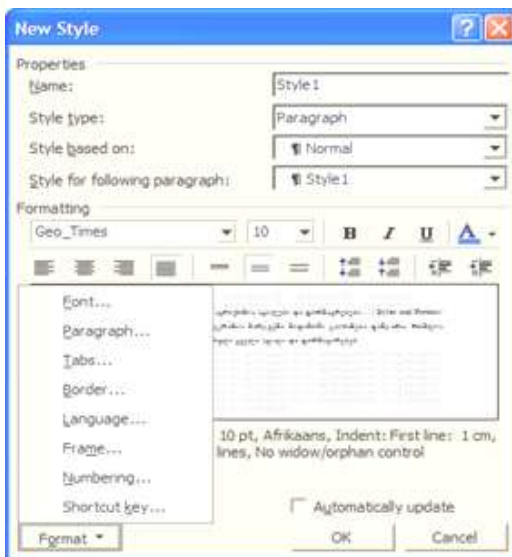 New Style
Properties
Name: Style1
Style type: Paragraph
Style based on: ¶ Normal
Style for following paragraph: ¶ Style1
Formatting
Geo_Times 10 B I U A
Font...
Paragraph...
Tabs...
Border...
Language...
10 pt, Afrikaans, Indent: First line: 1 cm,
Frame...
lines, No widow/orphan control
Numbering...
Shortcut key...
Automatically update
Format OK Cancel